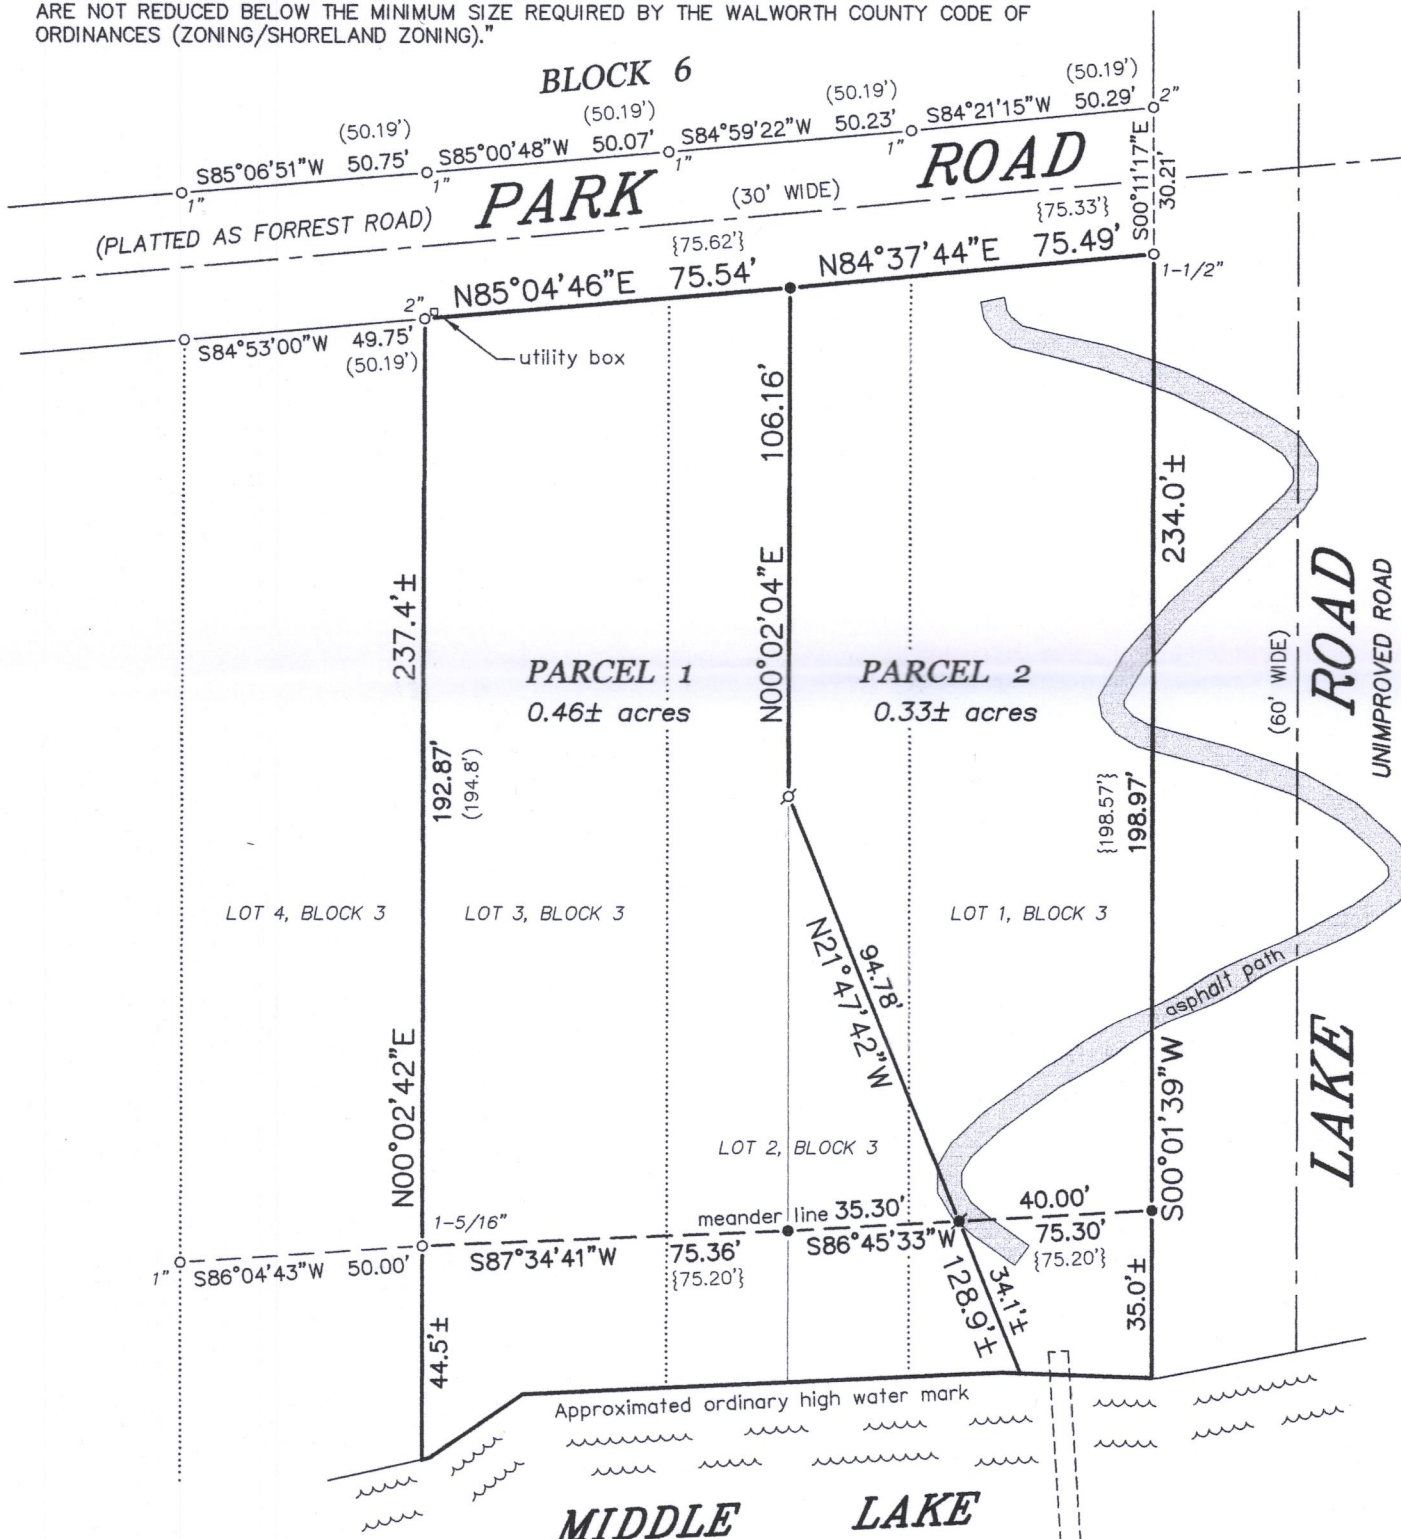 ARE NOT REDUCED BELOW THE MINIMUM SIZE REQUIRED BY THE WALWORTH COUNTY CODE OF
ORDINANCES (ZONING/SHORELAND ZONING)."
BLOCK 6
(50.19')
(50.19')
(50.19')
(50.19')
S85°06'51"W 50.75'
S85°00'48"W 50.07'
S84°59'22"W 50.23'
S84°21'15"W 50.29'
2"
1"
1"
1"
1"
PARK ROAD
(30' WIDE)
(PLATTED AS FORREST ROAD)
S00°11'17"E
30.21'
{75.62'}
{75.33'}
N85°04'46"E 75.54'
N84°37'44"E 75.49'
1-1/2"
2"
S84°53'00"W 49.75'
(50.19')
utility box
106.16'
N00°02'04"E
237.4'±
234.0'±
PARCEL 1
0.46± acres
PARCEL 2
0.33± acres
192.87'
(194.8')
{198.57'}
198.97'
(60' WIDE)
LAKE ROAD
UNIMPROVED ROAD
LOT 4, BLOCK 3
LOT 3, BLOCK 3
LOT 1, BLOCK 3
94.78'
N21°47'42"W
asphalt path
N00°02'42"E
S00°01'39"W
LOT 2, BLOCK 3
1-5/16"
meander line 35.30'
40.00'
1"
S86°04'43"W 50.00'
S87°34'41"W 75.36'
{75.20'}
S86°45'33"W 75.30'
{75.20'}
44.5'±
34.1'±
128.9'±
35.0'±
Approximated ordinary high water mark
MIDDLE LAKE